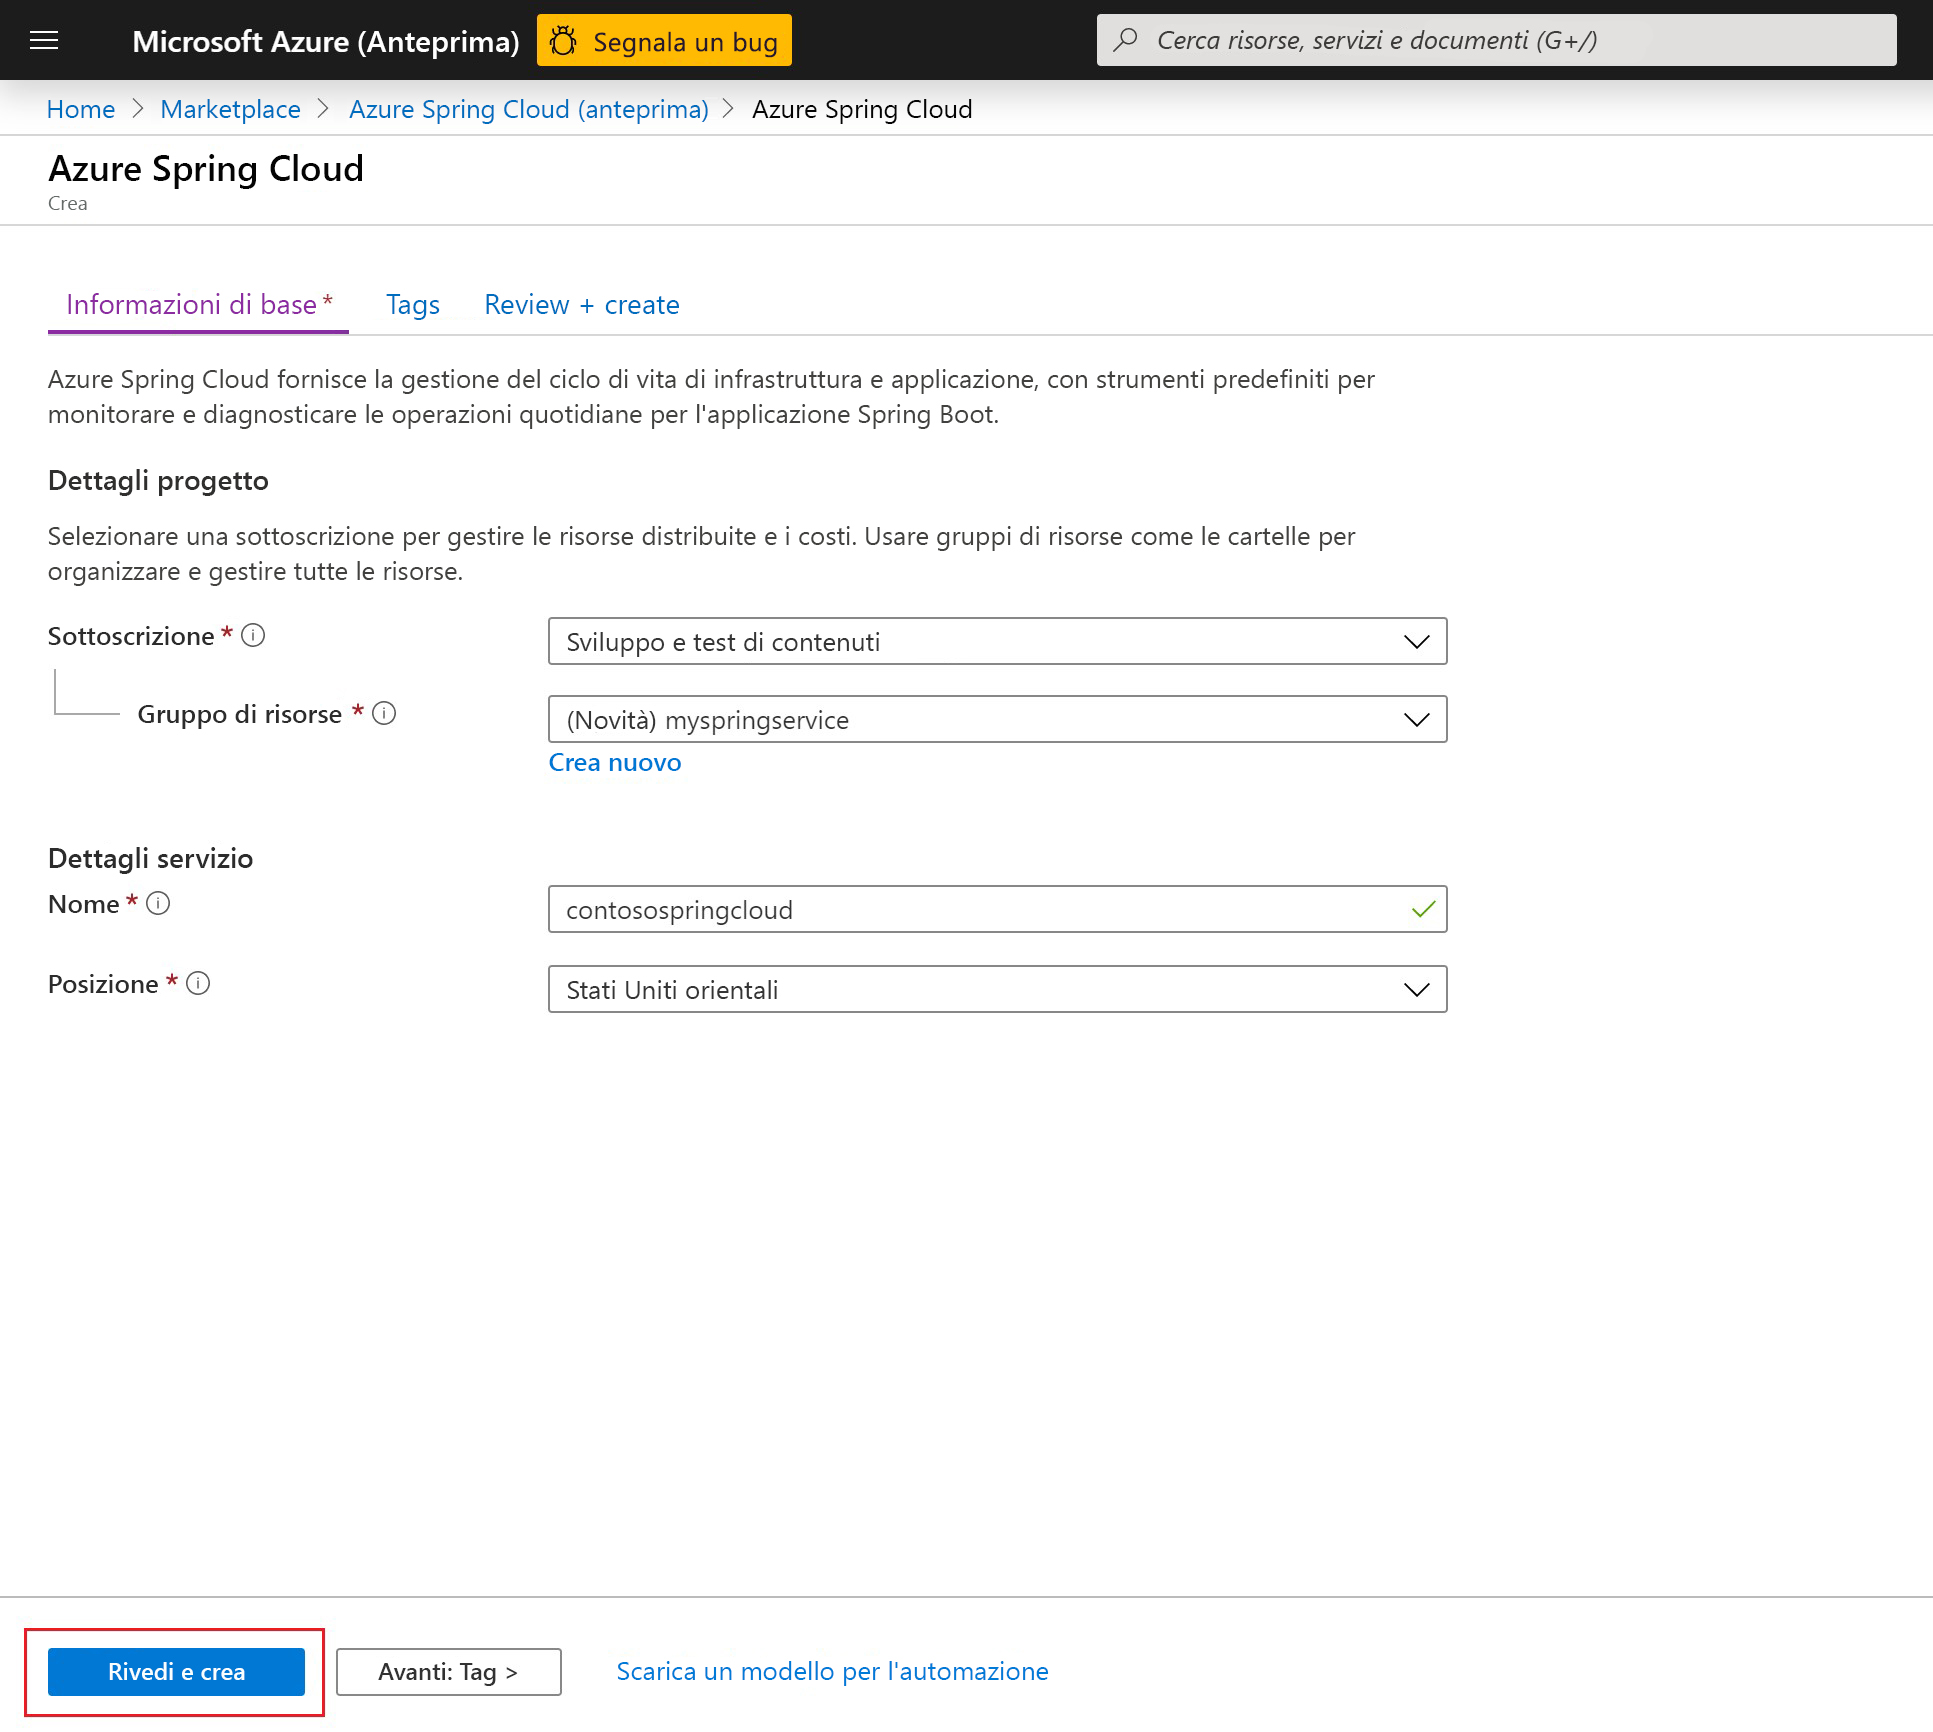 Microsoft Azure (Anteprima)
Segnala un bug
Cerca risorse, servizi e documenti (G+/)
Home > Marketplace > Azure Spring Cloud (anteprima) > Azure Spring Cloud
Azure Spring Cloud
Crea
Informazioni di base * Tags Review + create
Azure Spring Cloud fornisce la gestione del ciclo di vita di infrastruttura e applicazione, con strumenti predefiniti per
monitorare e diagnosticare le operazioni quotidiane per l'applicazione Spring Boot.
Dettagli progetto
Selezionare una sottoscrizione per gestire le risorse distribuite e i costi. Usare gruppi di risorse come le cartelle per
organizzare e gestire tutte le risorse.
Sottoscrizione *
Sviluppo e test di contenuti
Gruppo di risorse *
(Novità) myspringservice
Crea nuovo
Dettagli servizio
Nome *
contosospringcloud
Posizione *
Stati Uniti orientali
Rivedi e crea
Avanti: Tag >
Scarica un modello per l'automazione